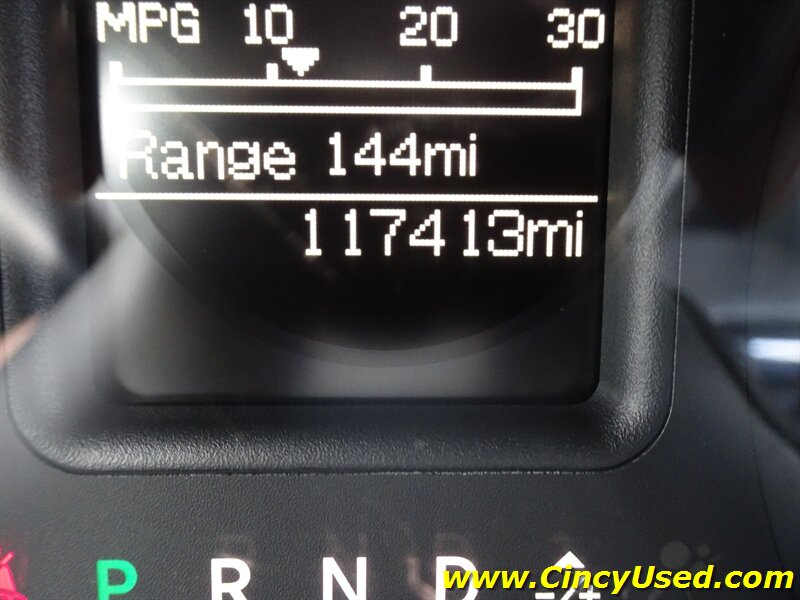 MPG 10 20 30
Range 144mi
117413mi
P R N D -/+
www.CincyUsed.com